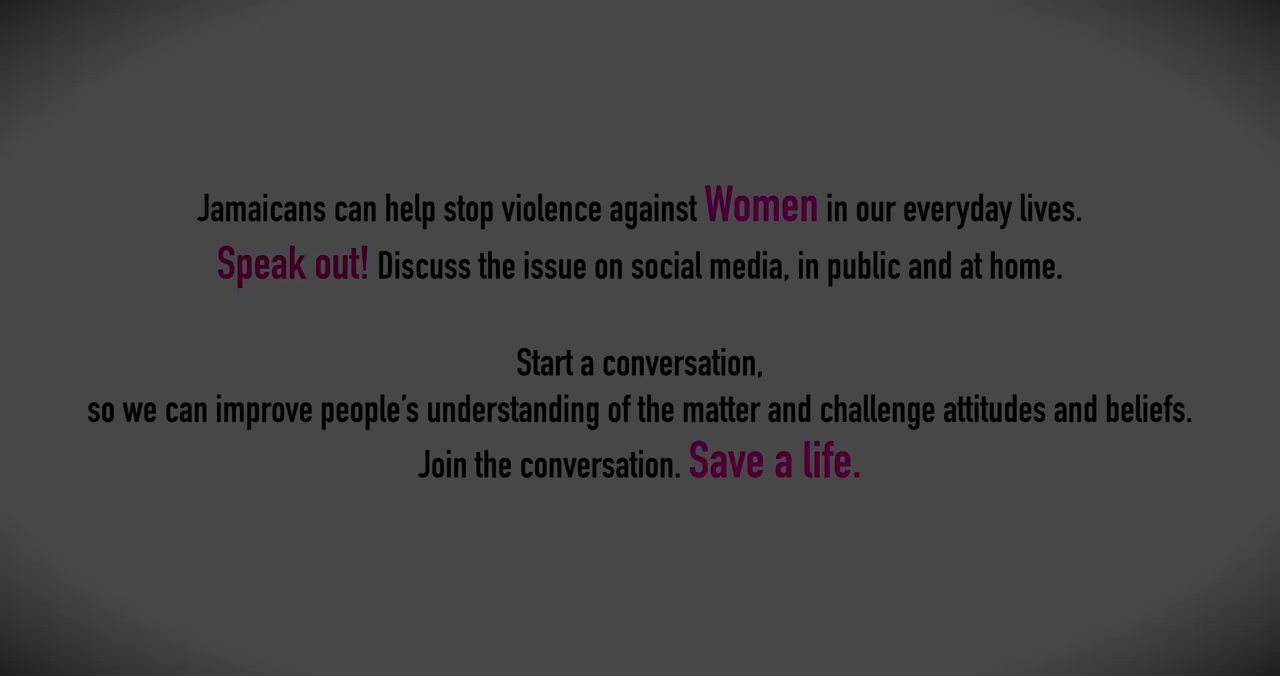 Jamaicans can help stop violence against Women in our everyday lives.
Speak out! Discuss the issue on social media, in public and at home.
Start a conversation,
so we can improve people’s understanding of the matter and challenge attitudes and beliefs.
Join the conversation. Save a life.